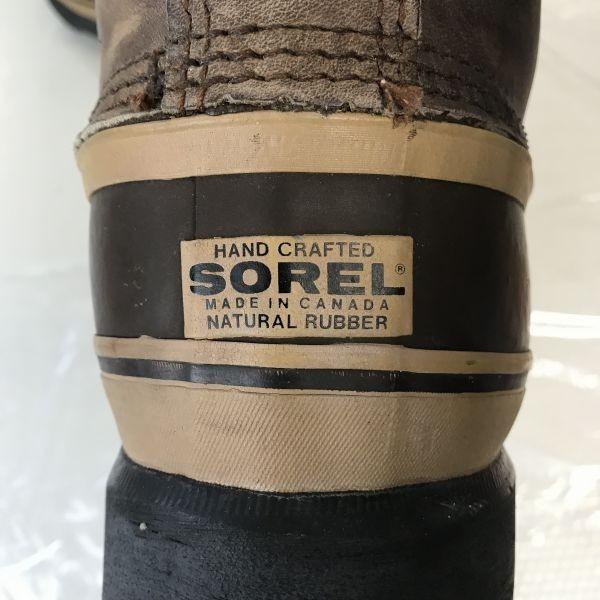 HAND CRAFTED
SOREL®
MADE IN CANADA
NATURAL RUBBER